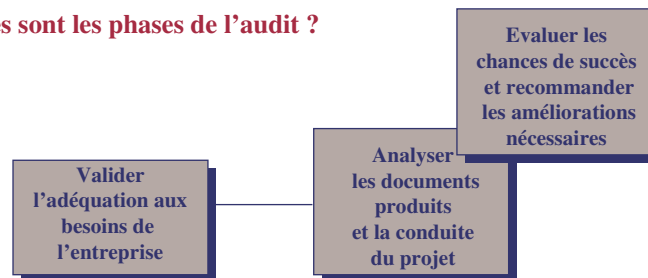 es sont les phases de l’audit ?
Valider
l’adéquation aux
besoins de
l’entreprise
Analyser
les documents
produits
et la conduite
du projet
Evaluer les
chances de succès
et recommander
les améliorations
nécessaires